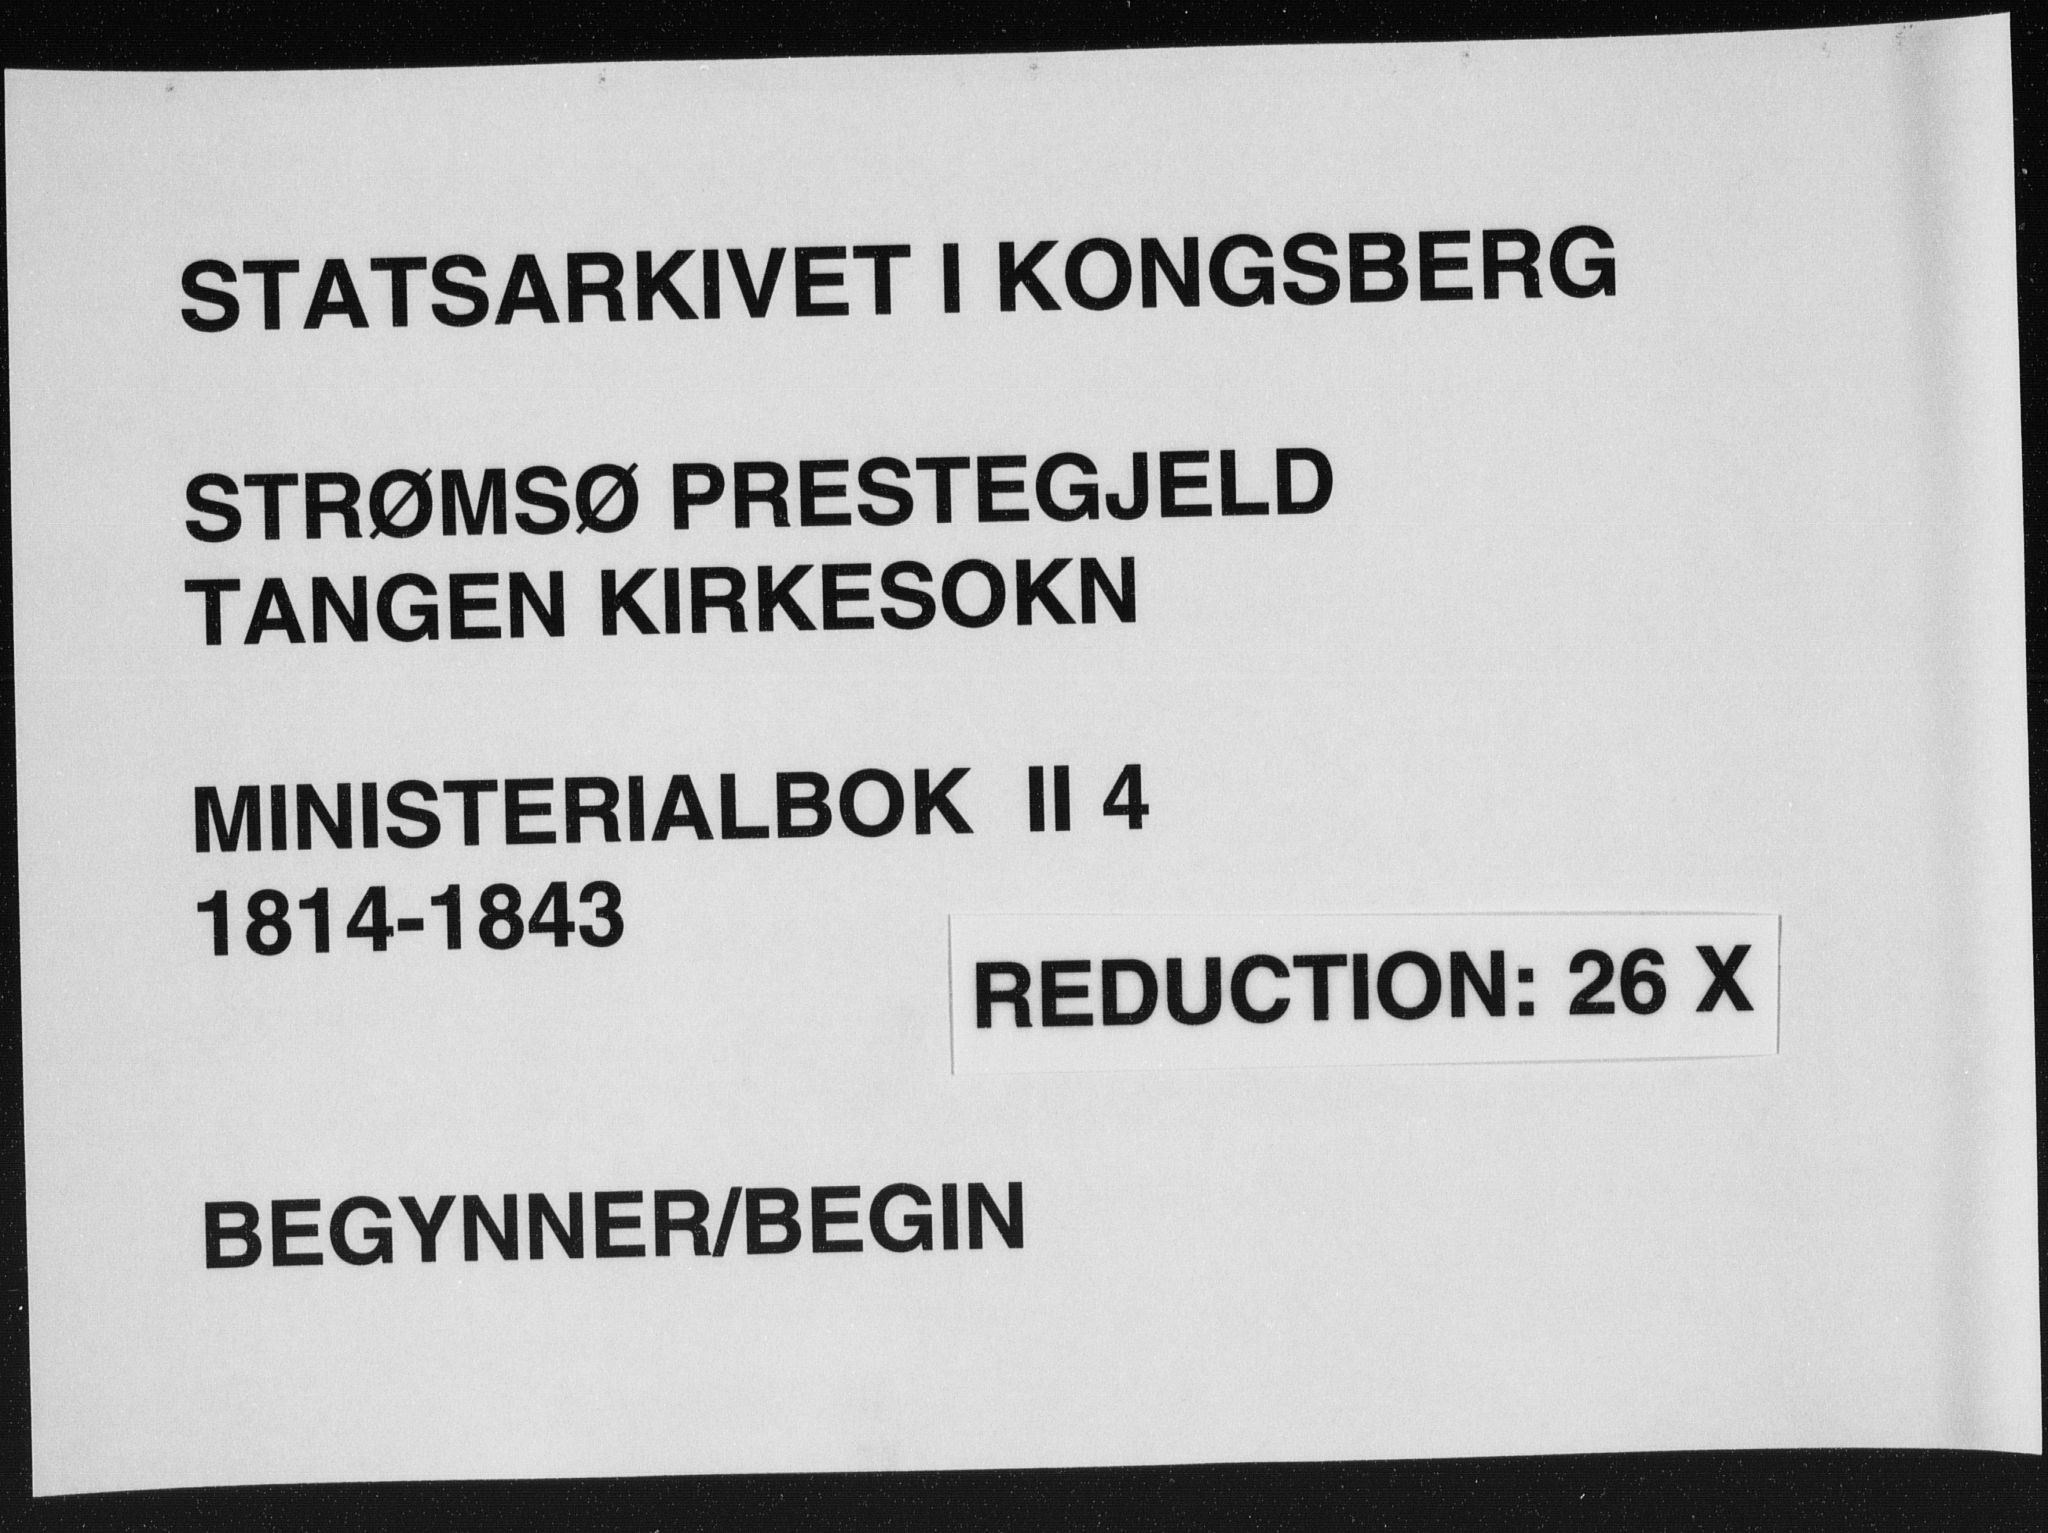 STATSARKIVET I KONGSBERG
STRØMSØ PRESTEGJELD
TANGEN KIRKESOKN
MINISTERIALBOK II 4
1814-1843
REDUCTION: 26 X
BEGYNNER/BEGIN